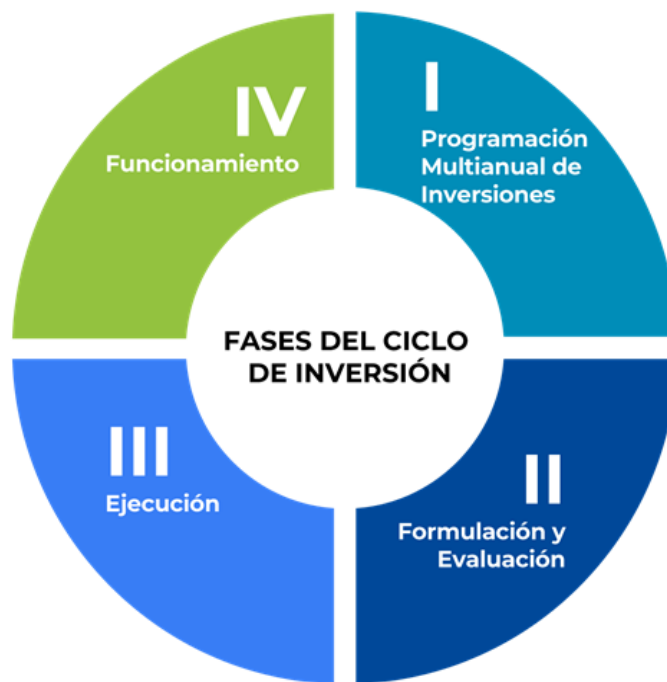 FASES DEL CICLO
DE INVERSIÓN
I
Programación
Multianual de
Inversiones
II
Formulación y
Evaluación
III
Ejecución
IV
Funcionamiento